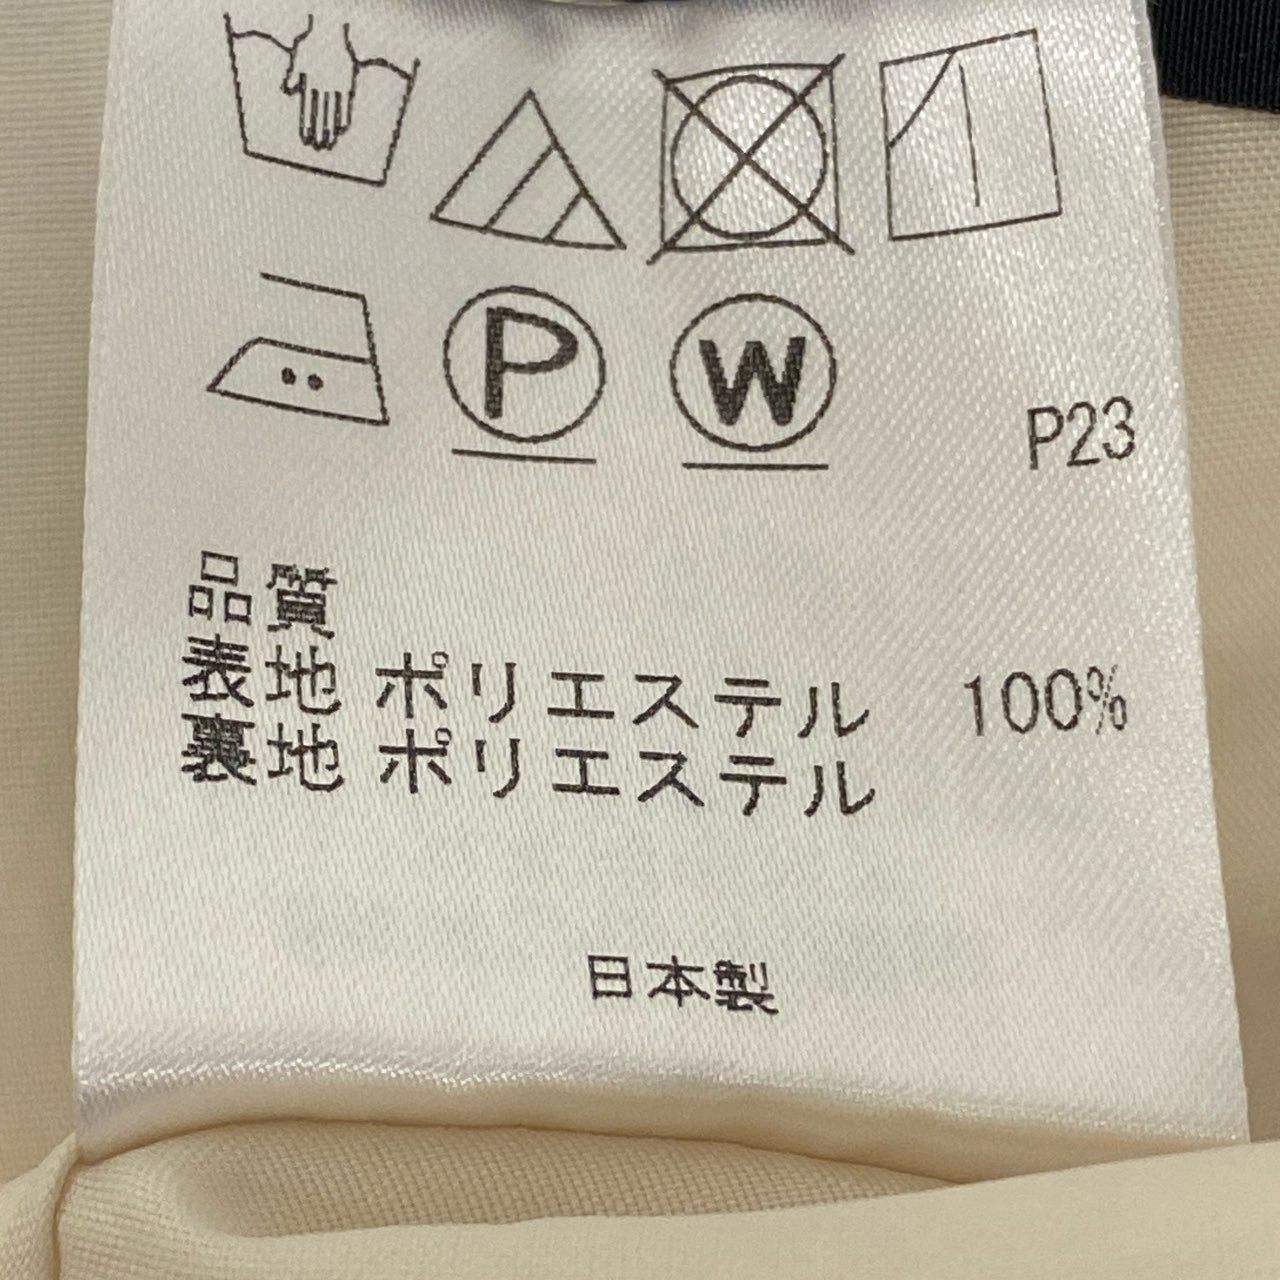 P W
P23
品質
表地 ポリエステル 100%
裏地 ポリエステル
日本製